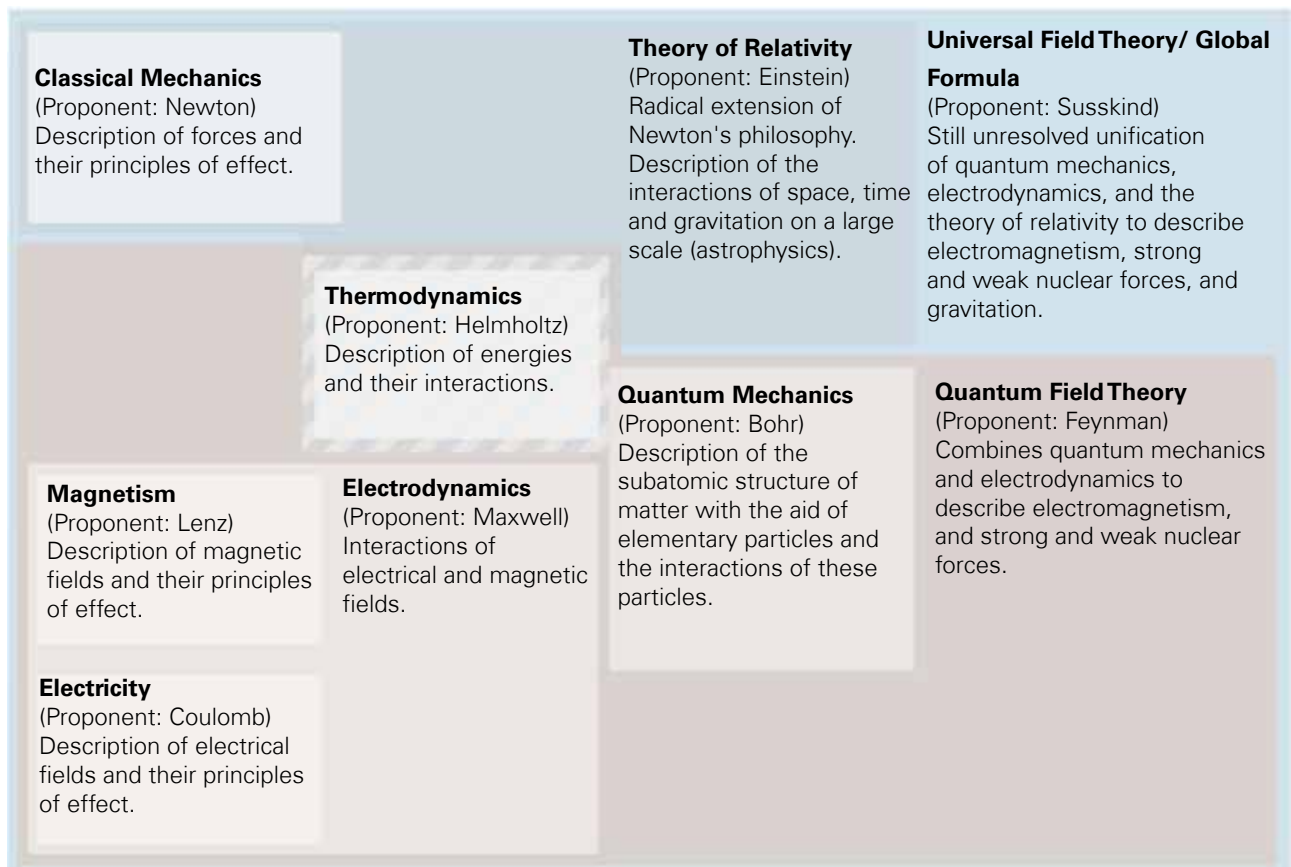 Classical Mechanics
(Proponent: Newton)
Description of forces and
their principles of effect.
Theory of Relativity
(Proponent: Einstein)
Radical extension of
Newton's philosophy.
Description of the
interactions of space, time
and gravitation on a large
scale (astrophysics).
Universal Field Theory/ Global
Formula
(Proponent: Susskind)
Still unresolved unification
of quantum mechanics,
electrodynamics, and the
theory of relativity to describe
electromagnetism, strong
and weak nuclear forces, and
gravitation.
Thermodynamics
(Proponent: Helmholtz)
Description of energies
and their interactions.
Quantum Mechanics
(Proponent: Bohr)
Description of the
subatomic structure of
matter with the aid of
elementary particles and
the interactions of these
particles.
Quantum Field Theory
(Proponent: Feynman)
Combines quantum mechanics
and electrodynamics to
describe electromagnetism,
and strong and weak nuclear
forces.
Magnetism
(Proponent: Lenz)
Description of magnetic
fields and their principles
of effect.
Electrodynamics
(Proponent: Maxwell)
Interactions of
electrical and magnetic
fields.
Electricity
(Proponent: Coulomb)
Description of electrical
fields and their principles
of effect.